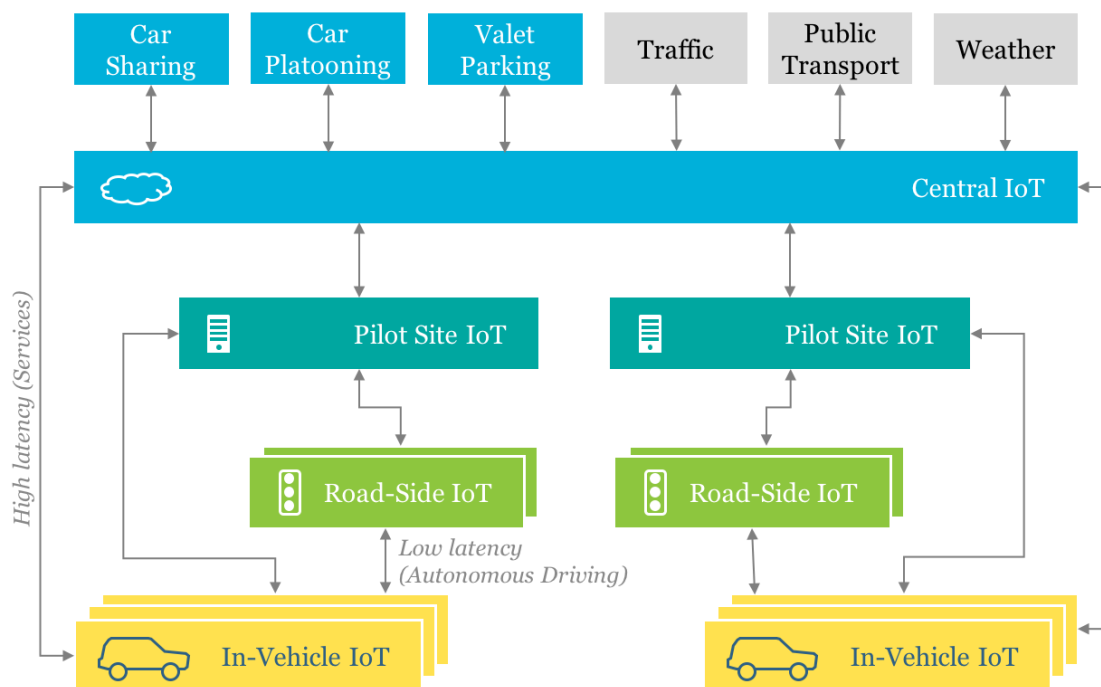 Car
Sharing
Car
Platooning
Valet
Parking
Traffic
Public
Transport
Weather
Central IoT
High latency (Services)
Pilot Site IoT
Pilot Site IoT
Road-Side IoT
Road-Side IoT
Low latency
(Autonomous Driving)
In-Vehicle IoT
In-Vehicle IoT